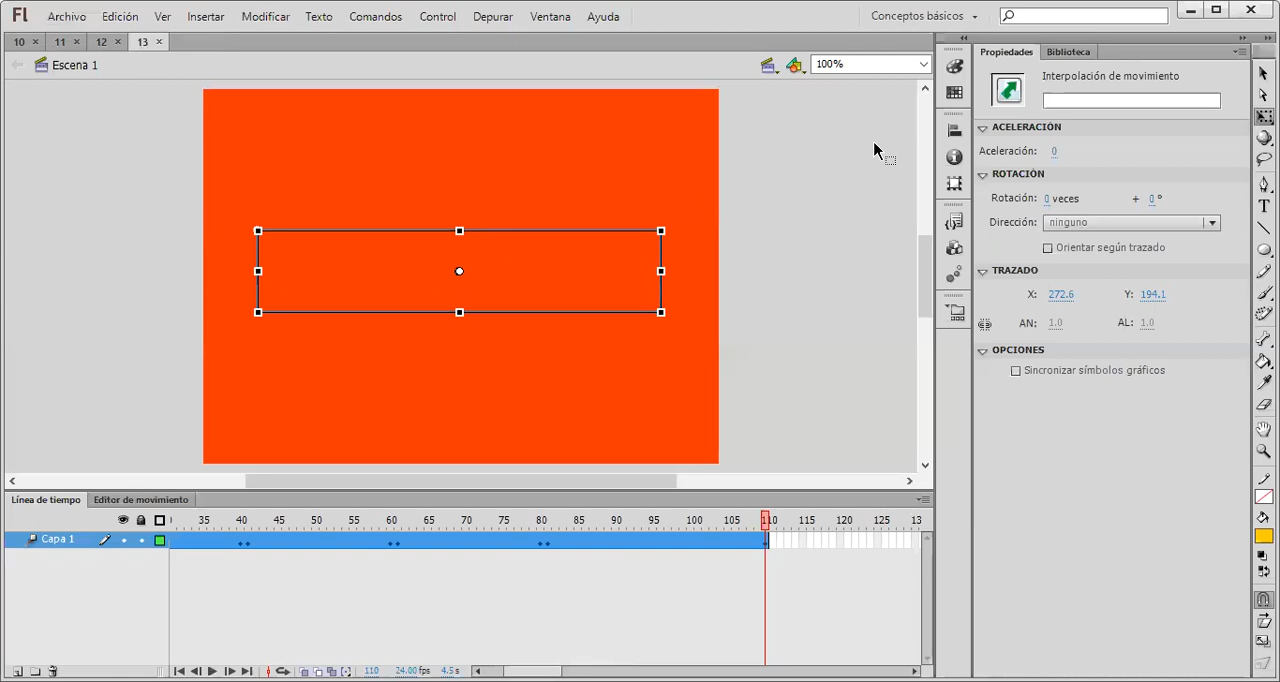 Fl Archivo Edición Ver Insertar Modificar Texto Comandos Control Depurar Ventana Ayuda Conceptos básicos
10 × 11 × 12 × 13 ×
Escena 1 100%
Propiedades Biblioteca
Interpolación de movimiento
ACELERACIÓN
Aceleración: 0
ROTACIÓN
Rotación: 0 veces + 0 °
Dirección: ninguno
Orientar según trazado
TRAZADO
X: 272.6 Y: 194.1
AN: 1.0 AL: 1.0
OPCIONES
Sincronizar símbolos gráficos
Línea de tiempo Editor de movimiento
35 40 45 50 55 60 65 70 75 80 85 90 95 100 105 110 115 120 125 13
Capa 1
110 24.00 fps 4.5 s